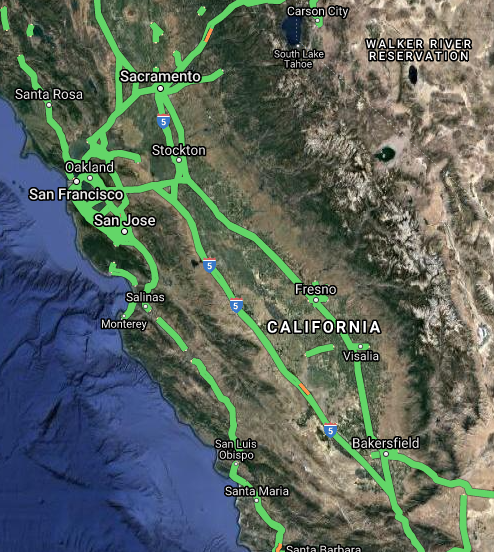 Carson City
South Lake
Tahoe
WALKER RIVER
RESERVATION
Sacramento
Santa Rosa
5
Stockton
Oakland
San Francisco
San Jose
5
Fresno
Salinas
5
Monterey
CALIFORNIA
Visalia
5
San Luis
Obispo
Bakersfield
Santa Maria
Santa Barbara